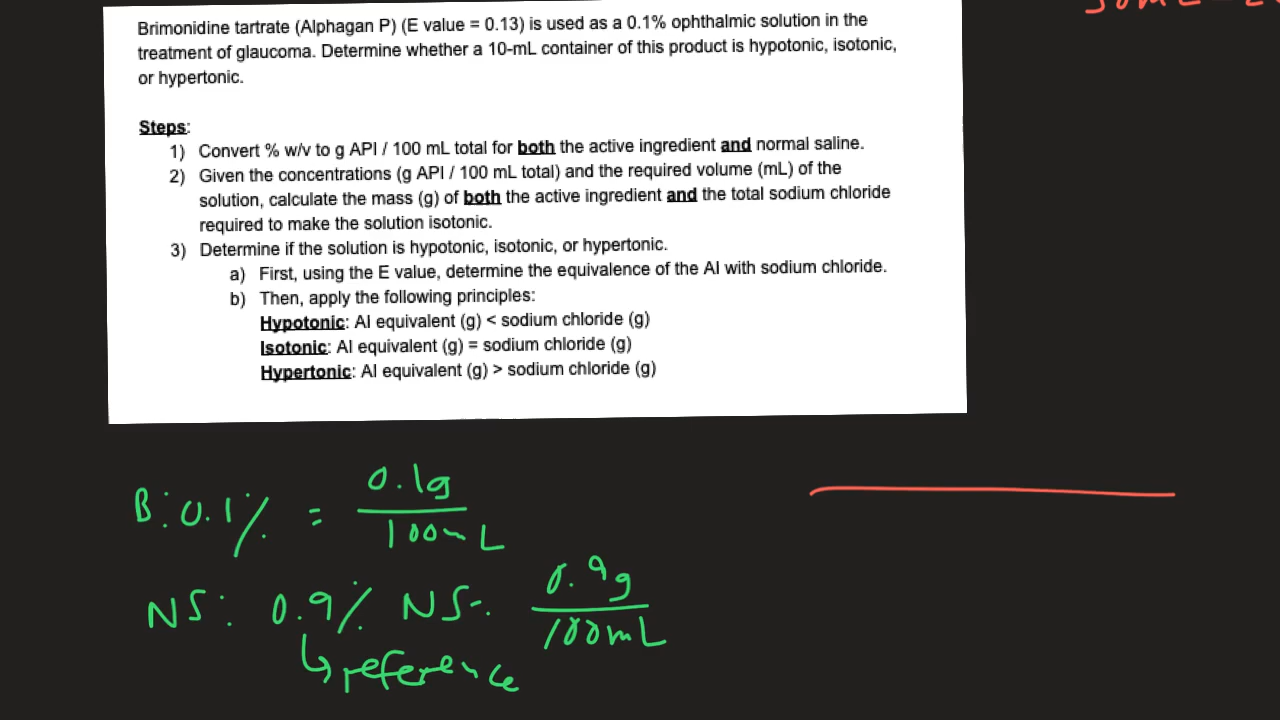 Brimonidine tartrate (Alphagan P) (E value = 0.13) is used as a 0.1% ophthalmic solution in the
treatment of glaucoma. Determine whether a 10-mL container of this product is hypotonic, isotonic,
or hypertonic.
Steps:
1) Convert % w/v to g API / 100 mL total for both the active ingredient and normal saline.
2) Given the concentrations (g API / 100 mL total) and the required volume (mL) of the
solution, calculate the mass (g) of both the active ingredient and the total sodium chloride
required to make the solution isotonic.
3) Determine if the solution is hypotonic, isotonic, or hypertonic.
a) First, using the E value, determine the equivalence of the AI with sodium chloride.
b) Then, apply the following principles:
Hypotonic: AI equivalent (g) < sodium chloride (g)
Isotonic: AI equivalent (g) = sodium chloride (g)
Hypertonic: AI equivalent (g) > sodium chloride (g)
B: 0.1% = 0.1g
100mL
NS: 0.9% NS = 0.9g
100mL
reference